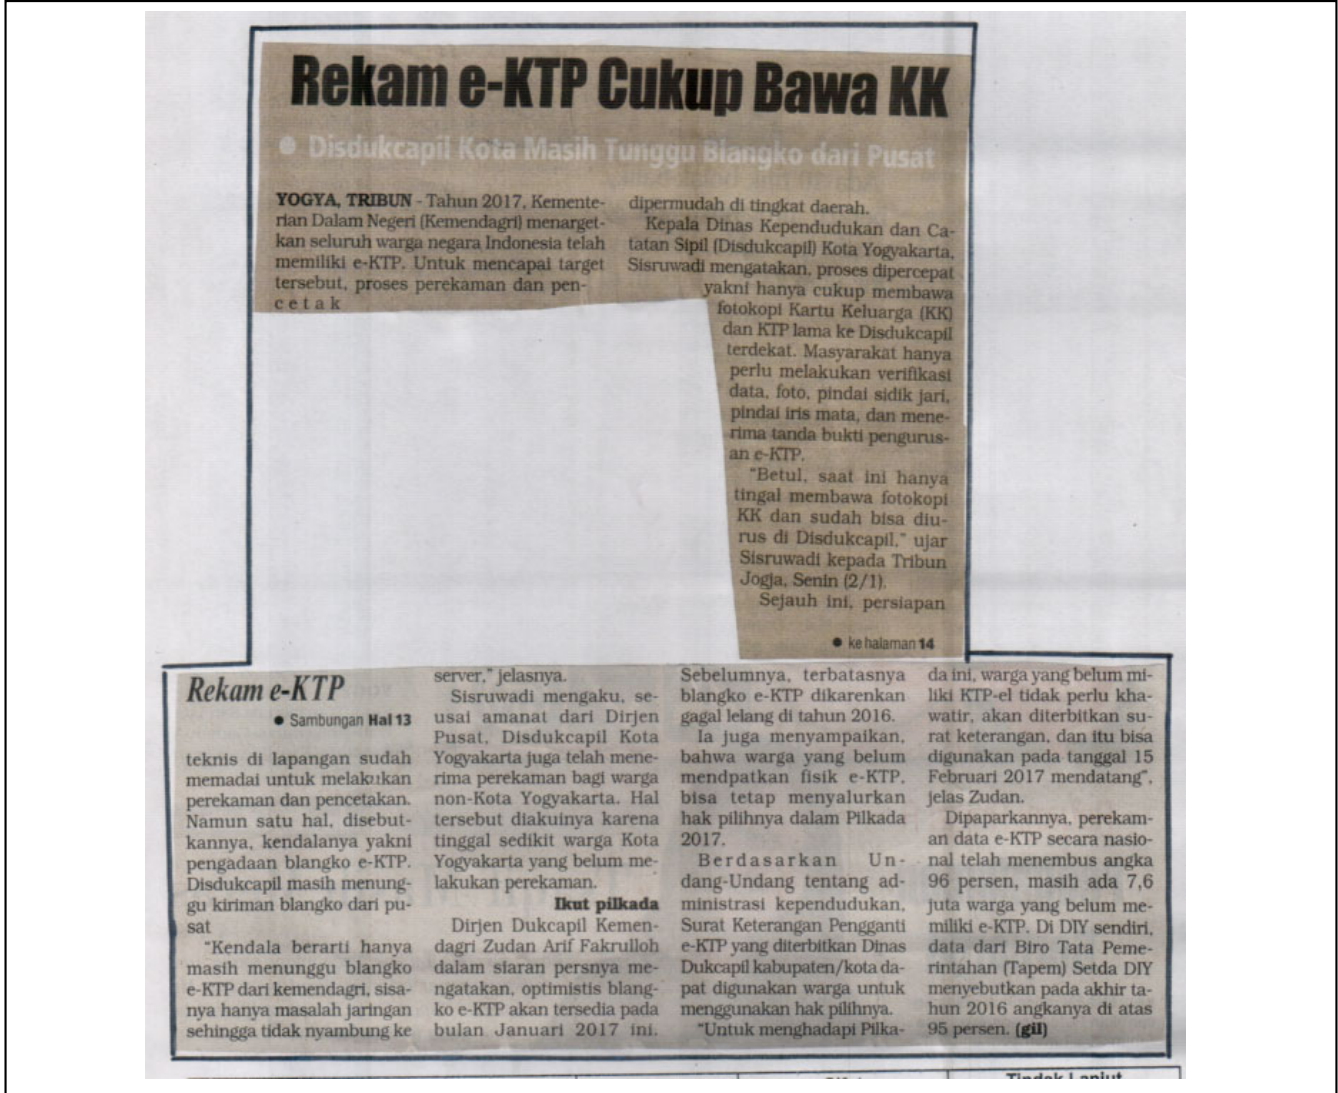 Rekam e-KTP Cukup Bawa KK
● Disdukcapil Kota Masih Tunggu Blangko dari Pusat
YOGYA, TRIBUN - Tahun 2017, Kemente-
rian Dalam Negeri (Kemendagri) menarget-
kan seluruh warga negara Indonesia telah
memiliki e-KTP. Untuk mencapai target
tersebut, proses perekaman dan pen-
cetak
dipermudah di tingkat daerah.
Kepala Dinas Kependudukan dan Ca-
tatan Sipil (Disdukcapil) Kota Yogyakarta,
Sisruwadi mengatakan, proses dipercepat
yakni hanya cukup membawa
fotokopi Kartu Keluarga (KK)
dan KTP lama ke Disdukcapil
terdekat. Masyarakat hanya
perlu melakukan verifikasi
data, foto, pindai sidik jari,
pindai iris mata, dan mene-
rima tanda bukti pengurus-
an e-KTP.
"Betul, saat ini hanya
tingal membawa fotokopi
KK dan sudah bisa diu-
rus di Disdukcapil," ujar
Sisruwadi kepada Tribun
Jogja, Senin (2/1).
Sejauh ini, persiapan
● ke halaman 14
Rekam e-KTP
● Sambungan Hal 13
teknis di lapangan sudah
memadai untuk melakukan
perekaman dan pencetakan.
Namun satu hal, disebut-
kannya, kendalanya yakni
pengadaan blangko e-KTP.
Disdukcapil masih menung-
gu kiriman blangko dari pu-
sat
"Kendala berarti hanya
masih menunggu blangko
e-KTP dari kemendagri, sisa-
nya hanya masalah jaringan
sehingga tidak nyambung ke
server," jelasnya.
Sisruwadi mengaku, se-
usai amanat dari Dirjen
Pusat, Disdukcapil Kota
Yogyakarta juga telah mene-
rima perekaman bagi warga
non-Kota Yogyakarta. Hal
tersebut diakuinya karena
tinggal sedikit warga Kota
Yogyakarta yang belum me-
lakukan perekaman.
Ikut pilkada
Dirjen Dukcapil Kemen-
dagri Zudan Arif Fakrulloh
dalam siaran persnya me-
ngatakan, optimistis blang-
ko e-KTP akan tersedia pada
bulan Januari 2017 ini.
Sebelumnya, terbatasnya
blangko e-KTP dikarenkan
gagal lelang di tahun 2016.
Ia juga menyampaikan,
bahwa warga yang belum
mendpatkan fisik e-KTP,
bisa tetap menyalurkan
hak pilihnya dalam Pilkada
2017.
Berdasarkan Un-
dang-Undang tentang ad-
ministrasi kependudukan,
Surat Keterangan Pengganti
e-KTP yang diterbitkan Dinas
Dukcapil kabupaten/kota da-
pat digunakan warga untuk
menggunakan hak pilihnya.
"Untuk menghadapi Pilka-
da ini, warga yang belum mi-
liki KTP-el tidak perlu kha-
watir, akan diterbitkan su-
rat keterangan, dan itu bisa
digunakan pada tanggal 15
Februari 2017 mendatang",
jelas Zudan.
Dipaparkannya, perekam-
an data e-KTP secara nasio-
nal telah menembus angka
96 persen, masih ada 7,6
juta warga yang belum me-
miliki e-KTP. Di DIY sendiri,
data dari Biro Tata Peme-
rintahan (Tapem) Setda DIY
menyebutkan pada akhir ta-
hun 2016 angkanya di atas
95 persen. (gil)
Tindak Lanjut